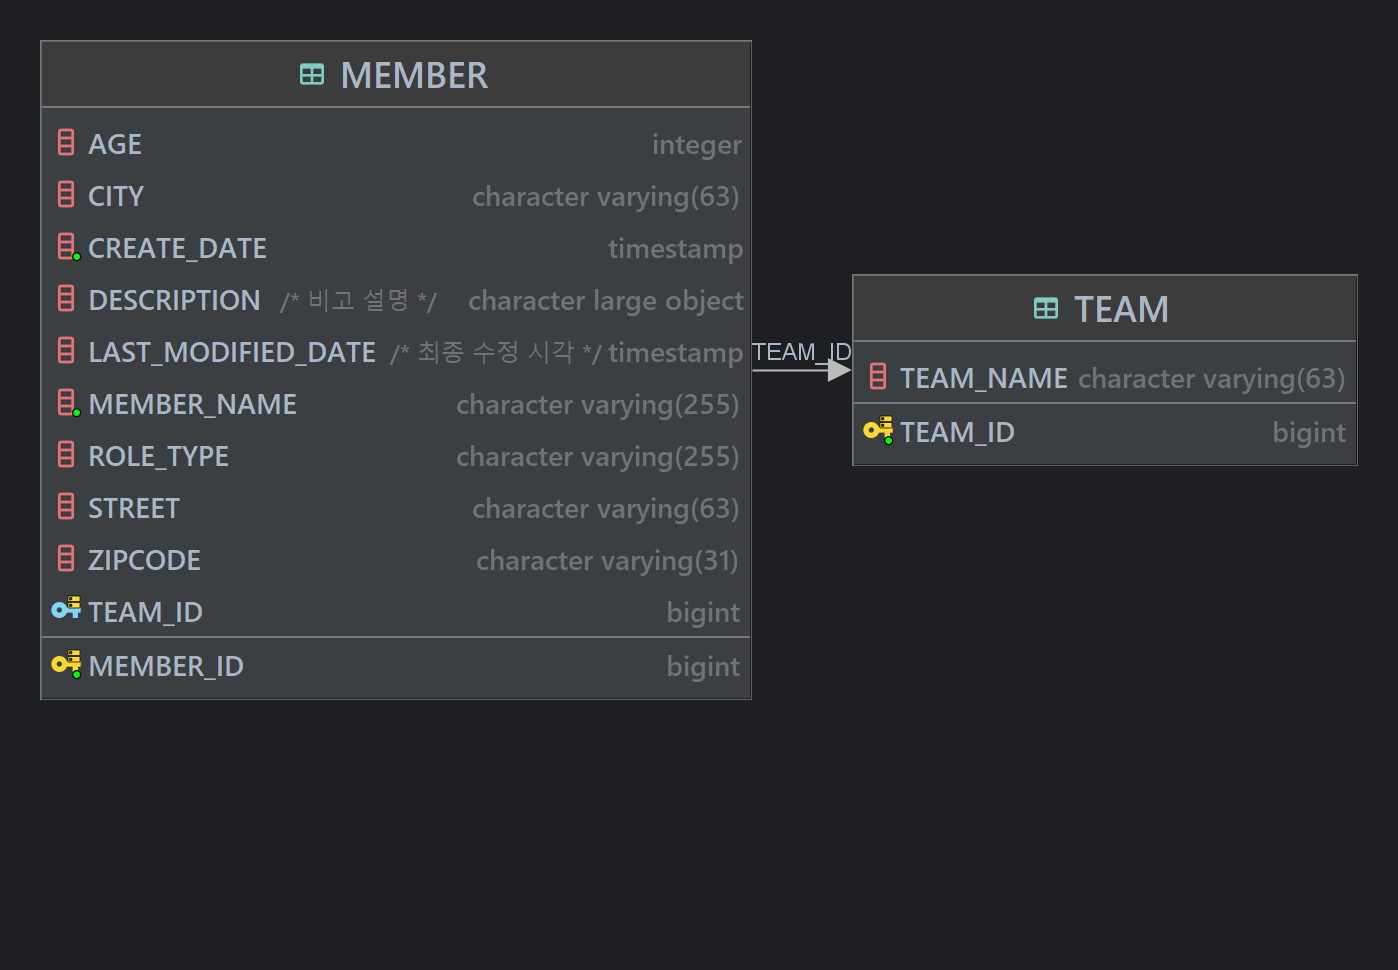 MEMBER
AGE integer
CITY character varying(63)
CREATE_DATE timestamp
DESCRIPTION /* 비고 설명 */ character large object
LAST_MODIFIED_DATE /* 최종 수정 시각 */ timestamp
MEMBER_NAME character varying(255)
ROLE_TYPE character varying(255)
STREET character varying(63)
ZIPCODE character varying(31)
TEAM_ID bigint
MEMBER_ID bigint
TEAM_ID
TEAM
TEAM_NAME character varying(63)
TEAM_ID bigint